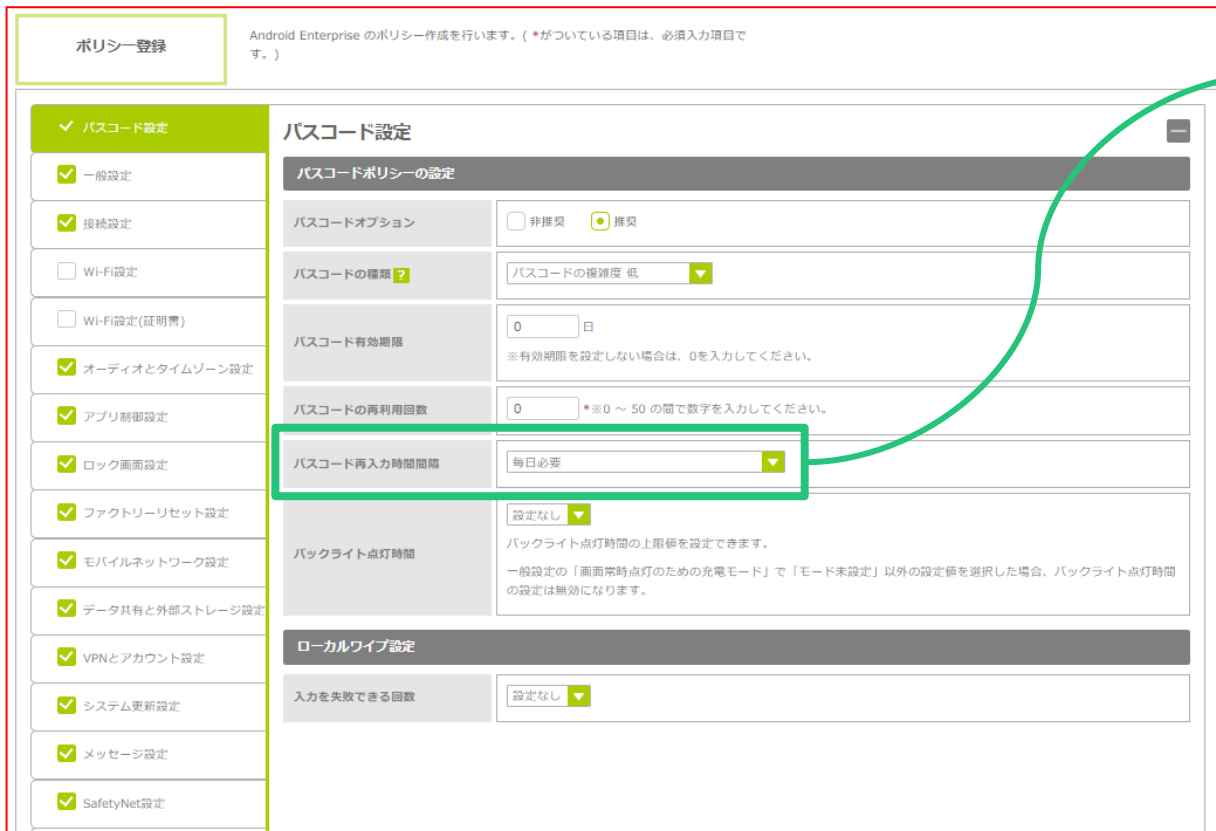 ポリシー登録
Android Enterprise のポリシー作成を行います。( *がついている項目は、必須入力項目で
す。)
パスコード設定
一般設定
接続設定
Wi-Fi設定
Wi-Fi設定(証明書)
オーディオとタイムゾーン設定
アプリ制御設定
ロック画面設定
ファクトリーリセット設定
モバイルネットワーク設定
データ共有と外部ストレージ設定
VPNとアカウント設定
システム更新設定
メッセージ設定
SafetyNet設定
パスコード設定
パスコードポリシーの設定
パスコードオプション
非推奨 推奨
パスコードの種類 ?
パスコードの複雑度 低
パスコード有効期限
0 日
※有効期限を設定しない場合は、0を入力してください。
パスコードの再利用回数
0 *※0 ～ 50 の間で数字を入力してください。
パスコード再入力時間間隔
毎日必要
バックライト点灯時間
設定なし
バックライト点灯時間の上限値を設定できます。
一般設定の「画面常時点灯のための充電モード」で「モード未設定」以外の設定値を選択した場合、バックライト点灯時間
の設定は無効になります。
ローカルワイプ設定
入力を失敗できる回数
設定なし